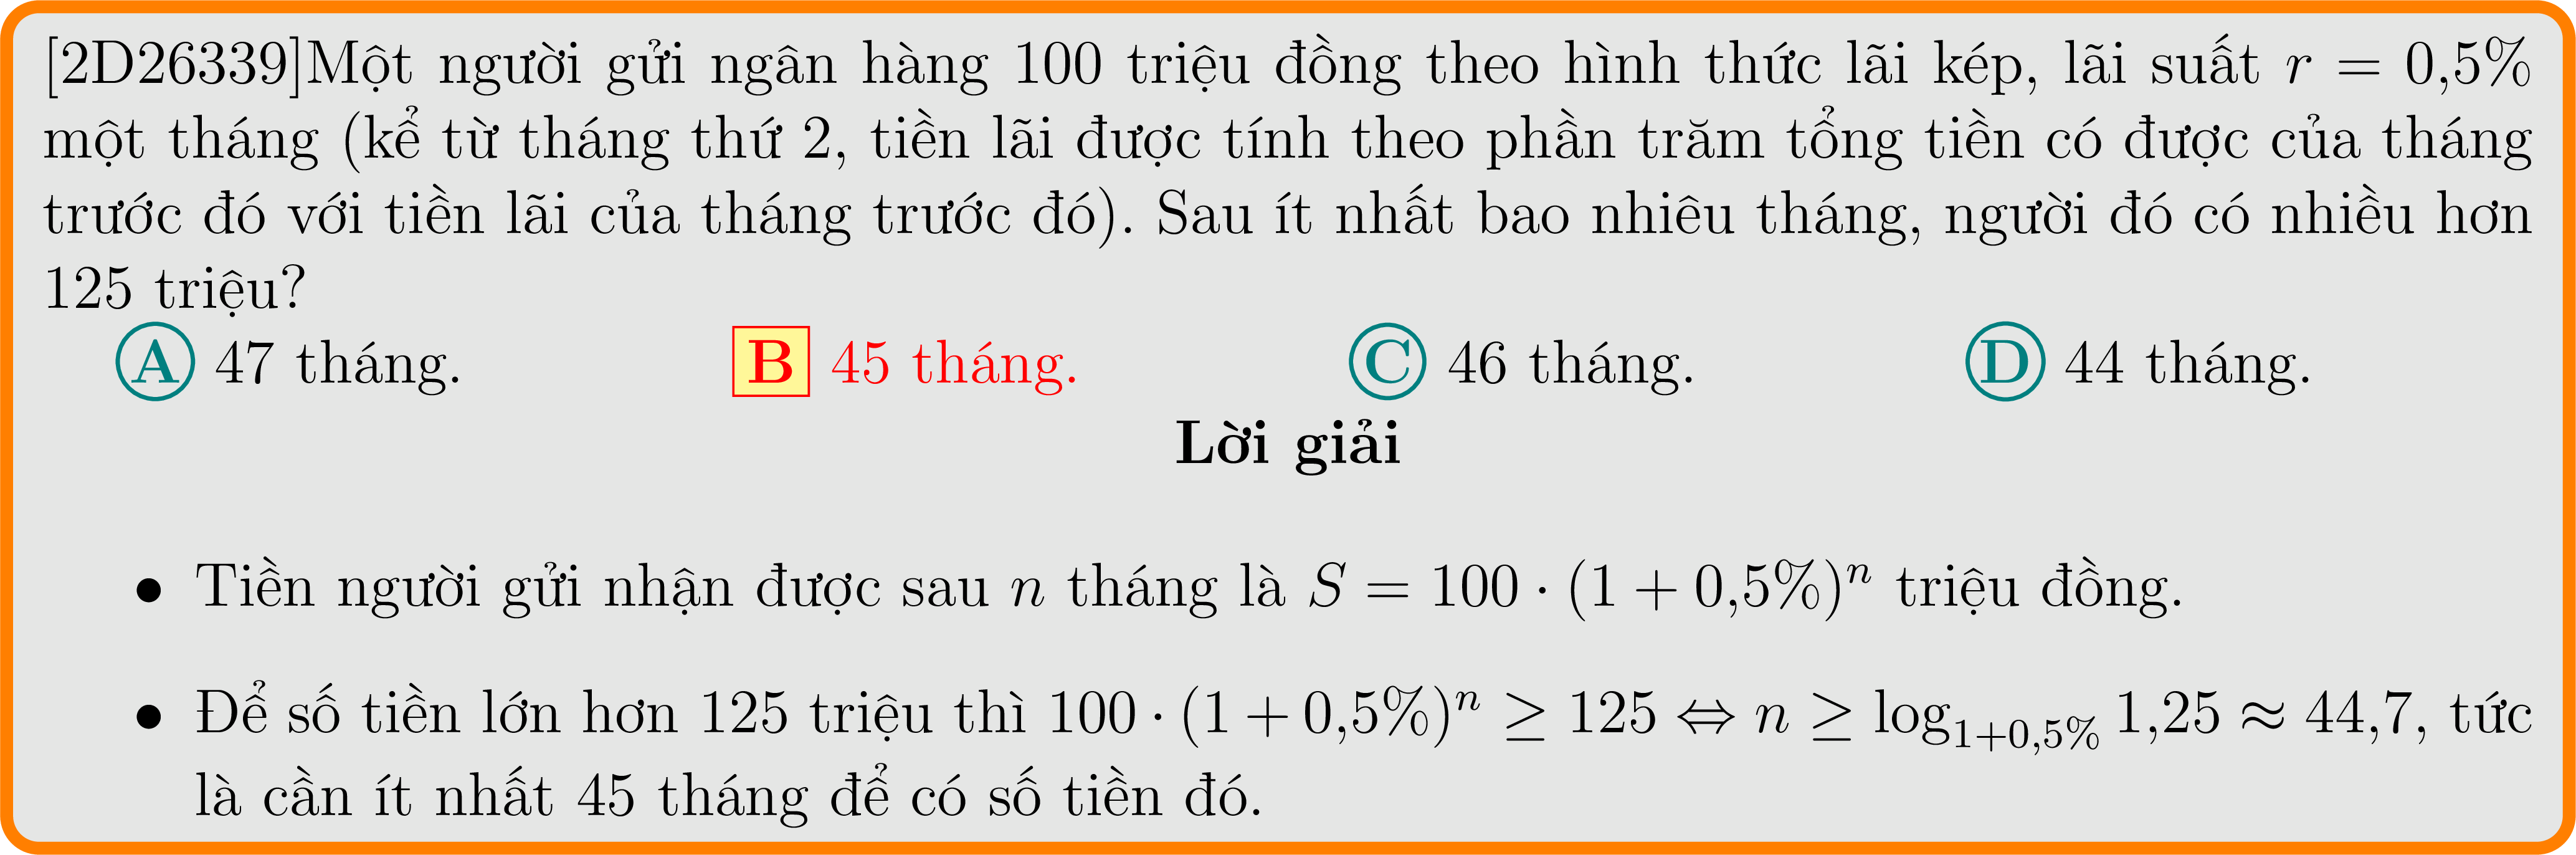 [2D26339]Một người gửi ngân hàng 100 triệu đồng theo hình thức lãi kép, lãi suất r = 0,5%
một tháng (kể từ tháng thứ 2, tiền lãi được tính theo phần trăm tổng tiền có được của tháng
trước đó với tiền lãi của tháng trước đó). Sau ít nhất bao nhiêu tháng, người đó có nhiều hơn
125 triệu?
A 47 tháng. B 45 tháng. C 46 tháng. D 44 tháng.
Lời giải
• Tiền người gửi nhận được sau n tháng là S = 100 · (1 + 0,5%)^n triệu đồng.
• Để số tiền lớn hơn 125 triệu thì 100 · (1 + 0,5%)^n ≥ 125 ⇔ n ≥ log_{1+0,5%} 1,25 ≈ 44,7, tức
là cần ít nhất 45 tháng để có số tiền đó.